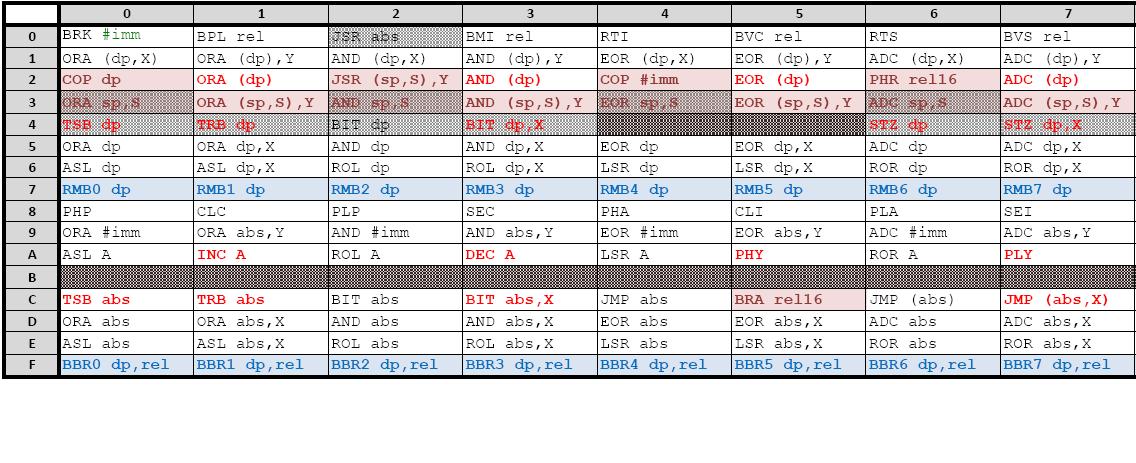 0 1 2 3 4 5 6 7
0 BRK #imm BPL rel JSR abs BMI rel RTI BVC rel RTS BVS rel
1 ORA (dp,X) ORA (dp),Y AND (dp,X) AND (dp),Y EOR (dp,X) EOR (dp),Y ADC (dp,X) ADC (dp),Y
2 COP dp ORA (dp) JSR (sp,S),Y AND (dp) COP #imm EOR (dp) PHR rel16 ADC (dp)
3 ORA sp,S ORA (sp,S),Y AND sp,S AND (sp,S),Y EOR sp,S EOR (sp,S),Y ADC sp,S ADC (sp,S),Y
4 TSB dp TRB dp BIT dp BIT dp,X STZ dp STZ dp,X
5 ORA dp ORA dp,X AND dp AND dp,X EOR dp EOR dp,X ADC dp ADC dp,X
6 ASL dp ASL dp,X ROL dp ROL dp,X LSR dp LSR dp,X ROR dp ROR dp,X
7 RMB0 dp RMB1 dp RMB2 dp RMB3 dp RMB4 dp RMB5 dp RMB6 dp RMB7 dp
8 PHP CLC PLP SEC PHA CLI PLA SEI
9 ORA #imm ORA abs,Y AND #imm AND abs,Y EOR #imm EOR abs,Y ADC #imm ADC abs,Y
A ASL A INC A ROL A DEC A LSR A PHY ROR A PLY
B
C TSB abs TRB abs BIT abs BIT abs,X JMP abs BRA rel16 JMP (abs) JMP (abs,X)
D ORA abs ORA abs,X AND abs AND abs,X EOR abs EOR abs,X ADC abs ADC abs,X
E ASL abs ASL abs,X ROL abs ROL abs,X LSR abs LSR abs,X ROR abs ROR abs,X
F BBR0 dp,rel BBR1 dp,rel BBR2 dp,rel BBR3 dp,rel BBR4 dp,rel BBR5 dp,rel BBR6 dp,rel BBR7 dp,rel